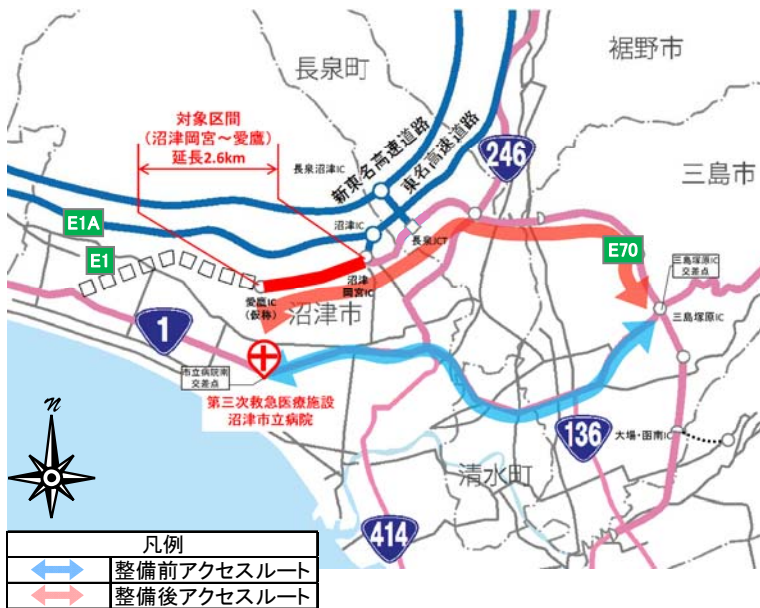 裾野市
長泉町
対象区間
(沼津岡宮~愛鷹)
延長2.6km
新東名高速道路
東名高速道路
246
三島市
長泉沼津IC
E1A
沼津IC
長泉JCT
E70
三島塚原IC
交差点
E1
沼津
岡宮IC
愛鷹IC
(仮称)
沼津市
三島塚原IC
1
市立病院南
交差点
第三次救急医療施設
沼津市立病院
136
大場・函南IC
n
清水町
414
凡例
整備前アクセスルート
整備後アクセスルート